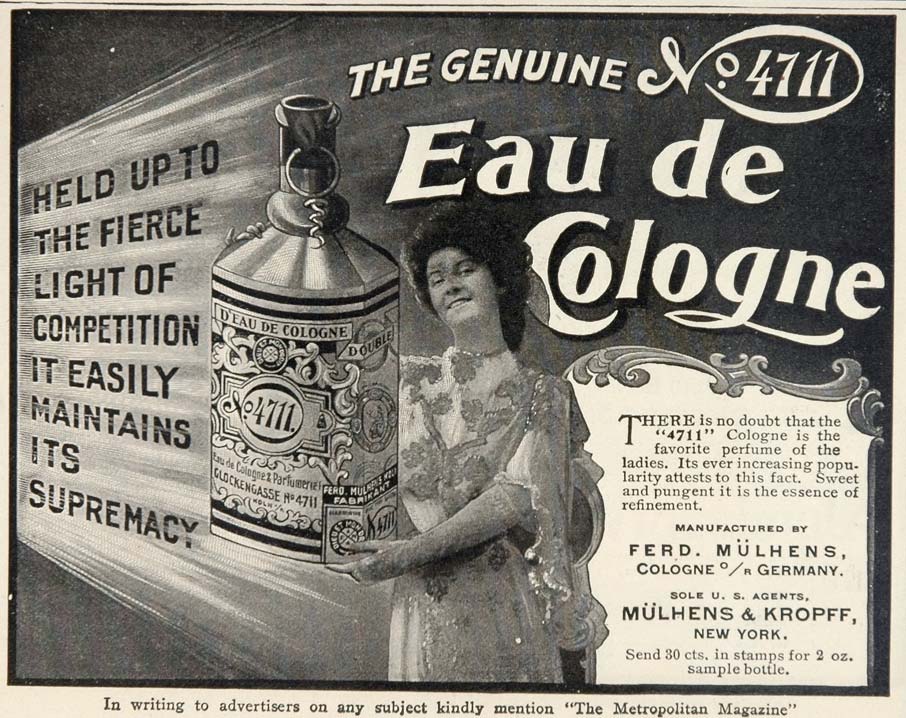 THE GENUINE No. 4711
Eau de
Cologne
HELD UP TO
THE FIERCE
LIGHT OF
COMPETITION
IT EASILY
MAINTAINS
ITS
SUPREMACY
D'EAU DE COLOGNE
DOUBLE
No 4711.
Eau de Cologne & Parfumerie
GLOCKENGASSE No 4711
KÖLN
FERD. MÜLHENS
FABRIKANT
No 4711
THERE is no doubt that the
"4711" Cologne is the
favorite perfume of the
ladies. Its ever increasing popu-
larity attests to this fact. Sweet
and pungent it is the essence of
refinement.
MANUFACTURED BY
FERD. MÜLHENS,
COLOGNE O/R GERMANY.
SOLE U. S. AGENTS,
MÜLHENS & KROPFF,
NEW YORK.
Send 30 cts. in stamps for 2 oz.
sample bottle.
In writing to advertisers on any subject kindly mention "The Metropolitan Magazine"